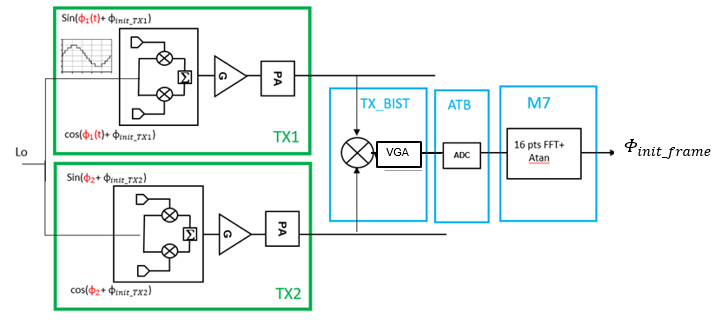 Sin(ϕ₁(t)+ ϕinit_TX1)
Σ
G
PA
cos(ϕ₁(t)+ ϕinit_TX1)
TX1
Lo
Sin(ϕ₂+ ϕinit_TX2)
Σ
G
PA
cos(ϕ₂+ ϕinit_TX2)
TX2
TX_BIST
VGA
ATB
ADC
M7
16 pts FFT+
Atan
Φinit_frame